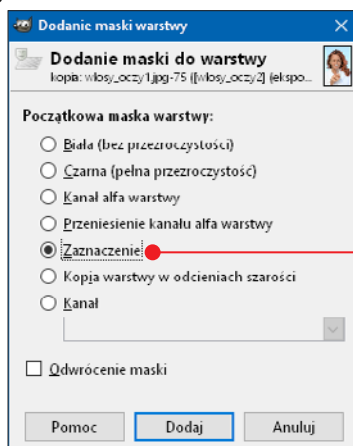 Dodanie maski warstwy
Dodanie maski do warstwy
kopia: włosy_oczy1.jpg-75 ([włosy_oczy2] (ekspo...
Początkowa maska warstwy:
Biała (bez przezroczystości)
Czarna (pełna przezroczystość)
Kanał alfa warstwy
Przeniesienie kanału alfa warstwy
Zaznaczenie
Kopia warstwy w odcieniach szarości
Kanał
Odwrócenie maski
Pomoc Dodaj Anuluj